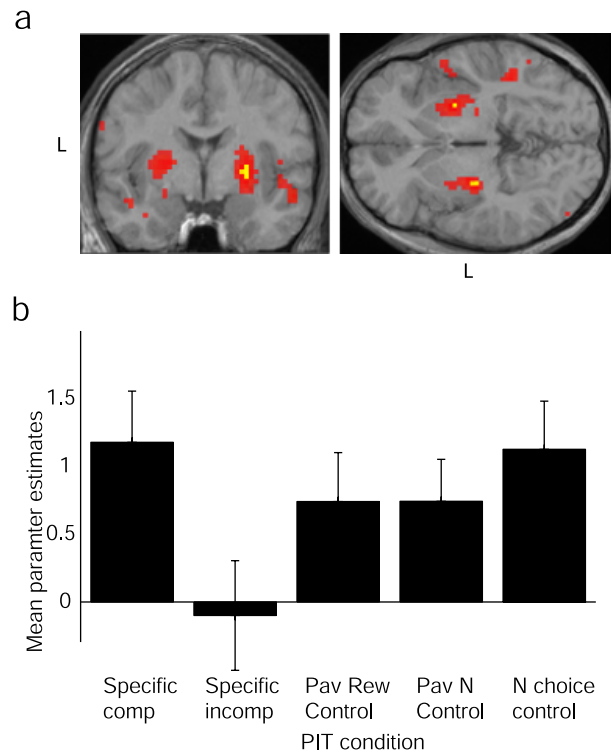 a
L
L
b
Mean paramter estimates
1.5
1
0.5
0
Specific comp
Specific incomp
Pav Rew Control
Pav N Control
N choice control
PIT condition